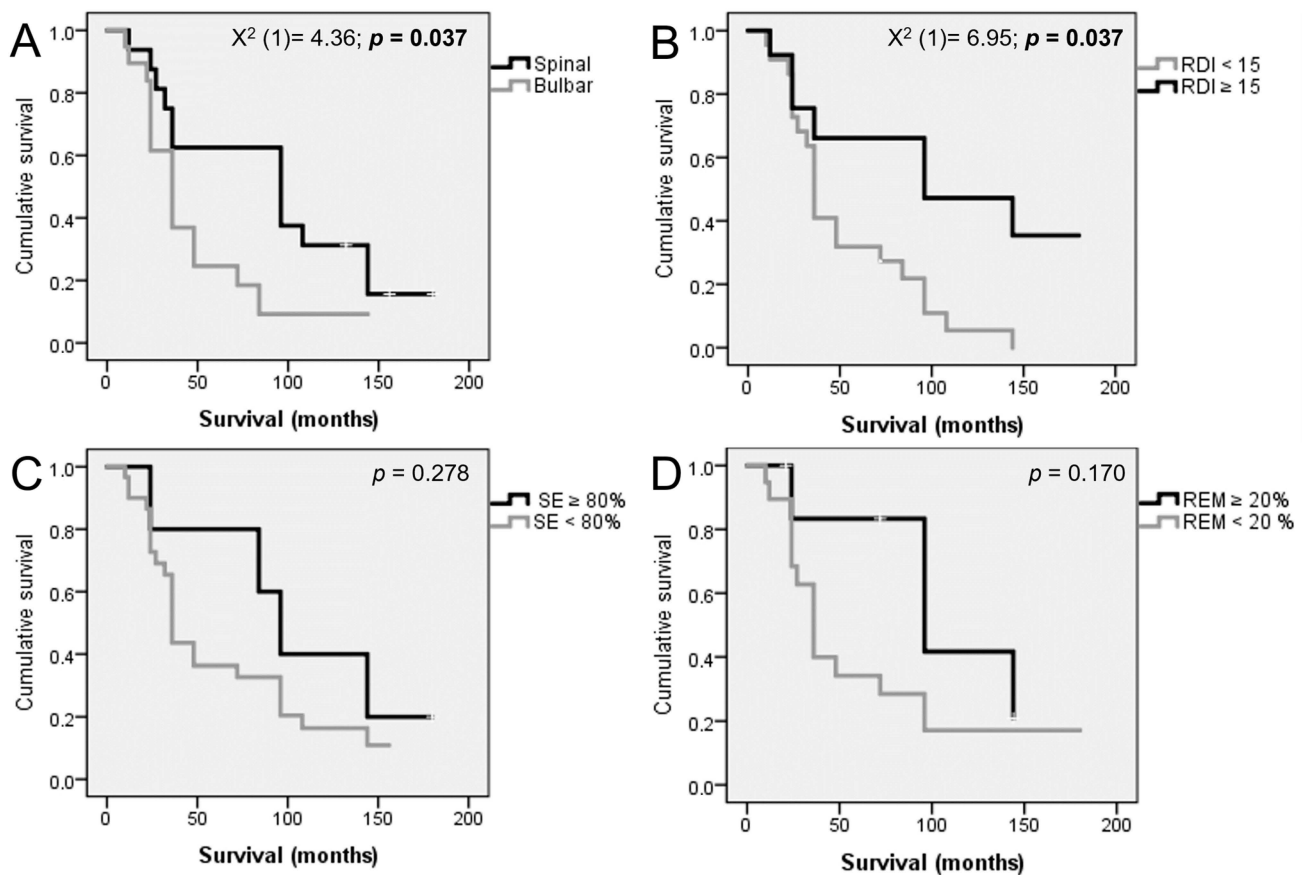 A
X² (1)= 4.36; p = 0.037
Spinal
Bulbar
Cumulative survival
1.0
0.8
0.6
0.4
0.2
0.0
0 50 100 150 200
Survival (months)
B
X² (1)= 6.95; p = 0.037
RDI < 15
RDI ≥ 15
Cumulative survival
1.0
0.8
0.6
0.4
0.2
0.0
0 50 100 150 200
Survival (months)
C
p = 0.278
SE ≥ 80%
SE < 80%
Cumulative survival
1.0
0.8
0.6
0.4
0.2
0.0
0 50 100 150 200
Survival (months)
D
p = 0.170
REM ≥ 20%
REM < 20 %
Cumulative survival
1.0
0.8
0.6
0.4
0.2
0.0
0 50 100 150 200
Survival (months)